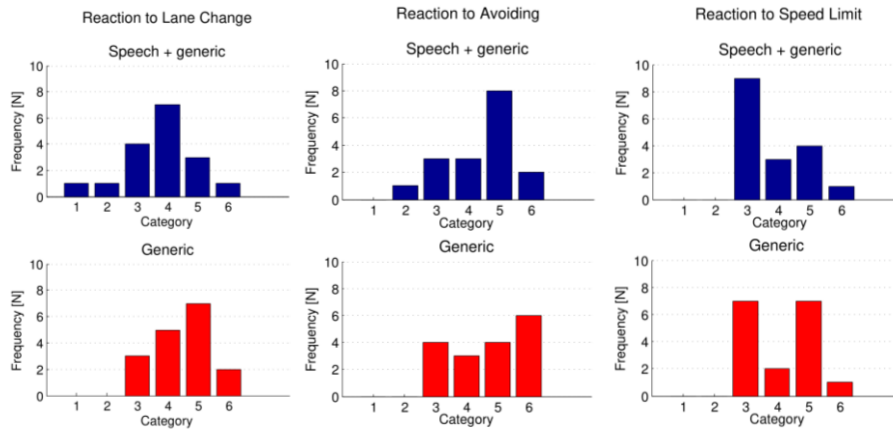 Reaction to Lane Change
Speech + generic
Frequency [N]
10
8
6
4
2
0
1 2 3 4 5 6
Category
Generic
Frequency [N]
10
8
6
4
2
0
1 2 3 4 5 6
Category
Reaction to Avoiding
Speech + generic
Frequency [N]
10
8
6
4
2
0
1 2 3 4 5 6
Category
Generic
Frequency [N]
10
8
6
4
2
0
1 2 3 4 5 6
Category
Reaction to Speed Limit
Speech + generic
Frequency [N]
10
8
6
4
2
0
1 2 3 4 5 6
Category
Generic
Frequency [N]
10
8
6
4
2
0
1 2 3 4 5 6
Category